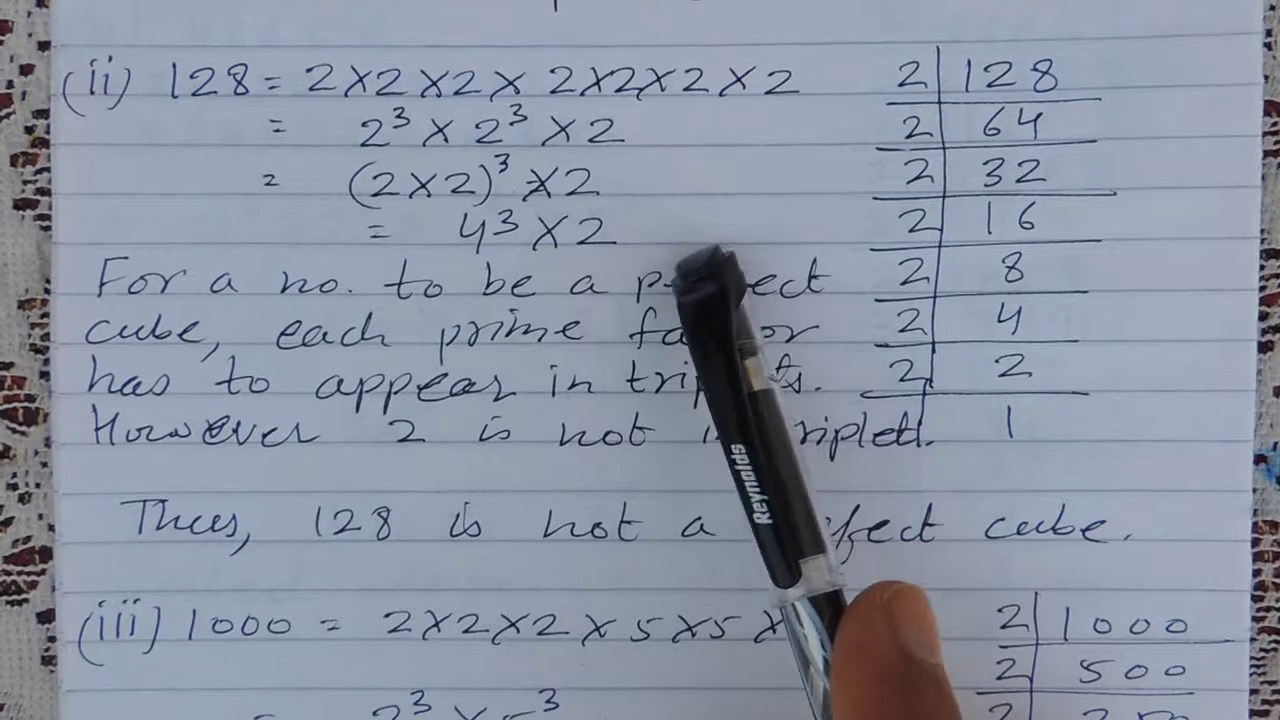 (ii) 128 = 2×2×2×2×2×2×2
= 2³ × 2³ × 2
= (2×2)³ × 2
= 4³ × 2
2 | 128
2 | 64
2 | 32
2 | 16
2 | 8
2 | 4
2 | 2
1
For a no. to be a
cube, each prime
has to appear in
However 2 is not
Thus, 128 is not a cube.
Reynolds
(iii) 1000 = 2×2×2×5×5×
2 | 1000
2 | 500
2
= 2³ ×